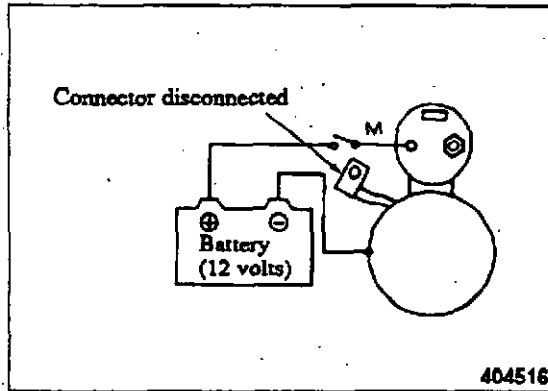 Connector disconnected
M
⊕ ⊖
Battery
(12 volts)
404516